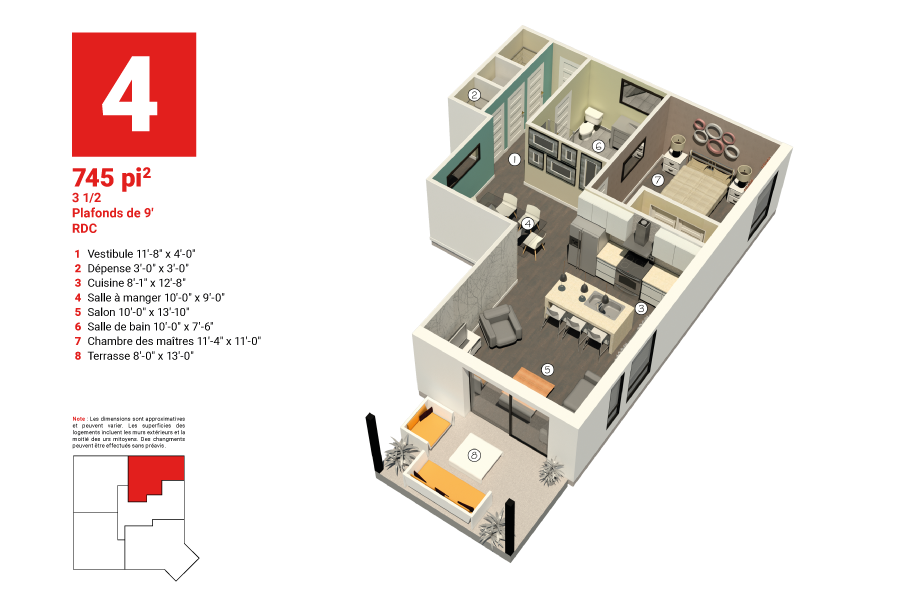 4
745 pi²
3 1/2
Plafonds de 9'
RDC
1 Vestibule 11'-8" x 4'-0"
2 Dépense 3'-0" x 3'-0"
3 Cuisine 8'-1" x 12'-8"
4 Salle à manger 10'-0" x 9'-0"
5 Salon 10'-0" x 13'-10"
6 Salle de bain 10'-0" x 7'-6"
7 Chambre des maîtres 11'-4" x 11'-0"
8 Terrasse 8'-0" x 13'-0"
Note : Les dimensions sont approximatives
et peuvent varier. Les superficies des
logements incluent les murs extérieurs et la
moitié des urs mitoyens. Des changments
peuvent être effectués sans préavis.
2
1
6
7
4
3
5
8